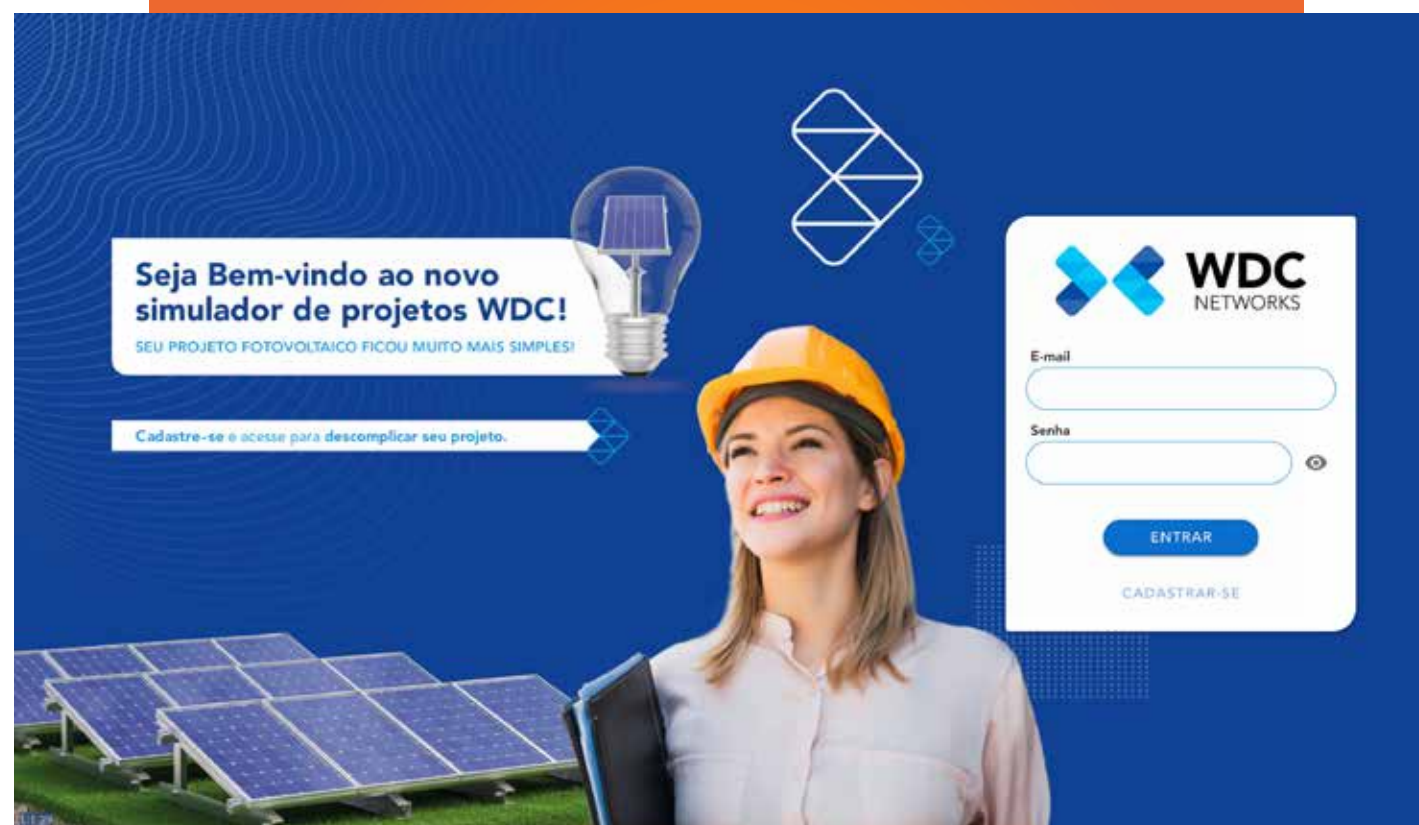 Seja Bem-vindo ao novo
simulador de projetos WDC!
SEU PROJETO FOTOVOLTAICO FICOU MUITO MAIS SIMPLES!
Cadastre-se e acesse para descomplicar seu projeto.
WDC
NETWORKS
E-mail
Senha
ENTRAR
CADASTRAR-SE